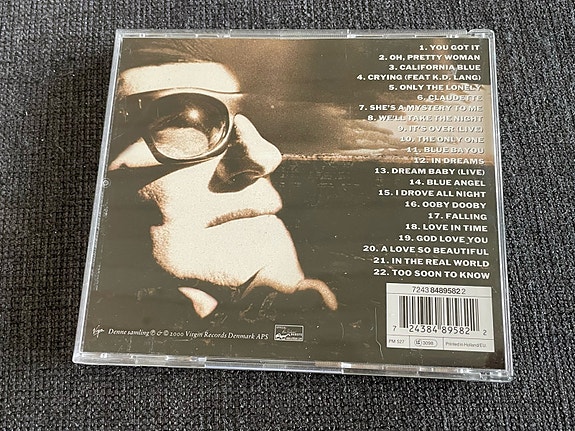 1. YOU GOT IT
2. OH, PRETTY WOMAN
3. CALIFORNIA BLUE
4. CRYING (FEAT K.D. LANG)
5. ONLY THE LONELY
6. CLAUDETTE
7. SHE'S A MYSTERY TO ME
8. WE'LL TAKE THE NIGHT
9. IT'S OVER (LIVE)
10. THE ONLY ONE
11. BLUE BAYOU
12. IN DREAMS
13. DREAM BABY (LIVE)
14. BLUE ANGEL
15. I DROVE ALL NIGHT
16. OOBY DOOBY
17. FALLING
18. LOVE IN TIME
19. GOD LOVE YOU
20. A LOVE SO BEAUTIFUL
21. IN THE REAL WORLD
22. TOO SOON TO KNOW
7243 8489582 2
7 24384 89582 2
PM 527 3098 Printed in Holland/EU
Virgin Denne samling ℗ & © 2000 Virgin Records Denmark APS